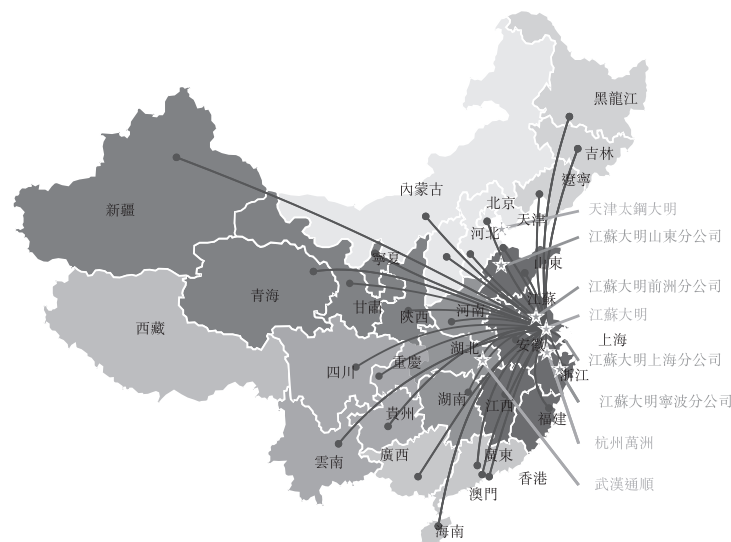 黑龍江
吉林
遼寧
內蒙古
北京
天津
天津太鋼大明
新疆
河北
江蘇大明山東分公司
寧夏
山東
青海
甘肅
江蘇
江蘇大明前洲分公司
陝西
河南
江蘇大明
西藏
安徽
上海
湖北
重慶
江蘇大明上海分公司
四川
浙江
湖南
江西
江蘇大明寧波分公司
貴州
福建
杭州萬洲
雲南
廣西
廣東
香港
武漢通順
澳門
海南